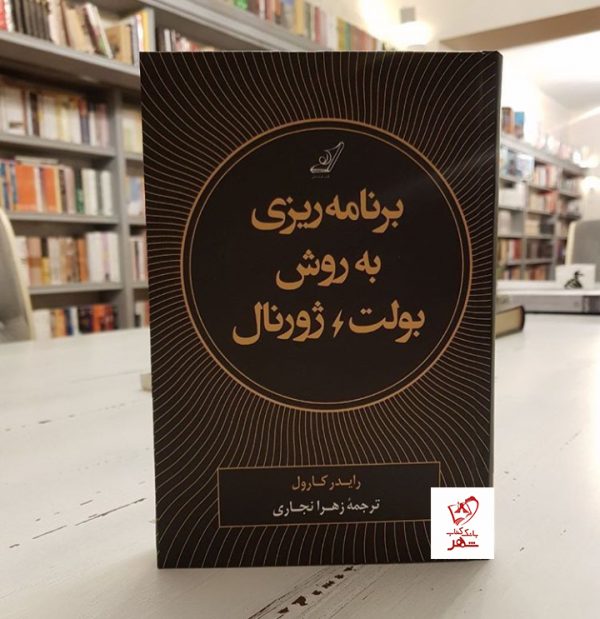 برنامه‌ریزی
به روش
بولت ژورنال
رایدر کارول
ترجمهٔ زهرا نجاری
بانک کتاب
شهر